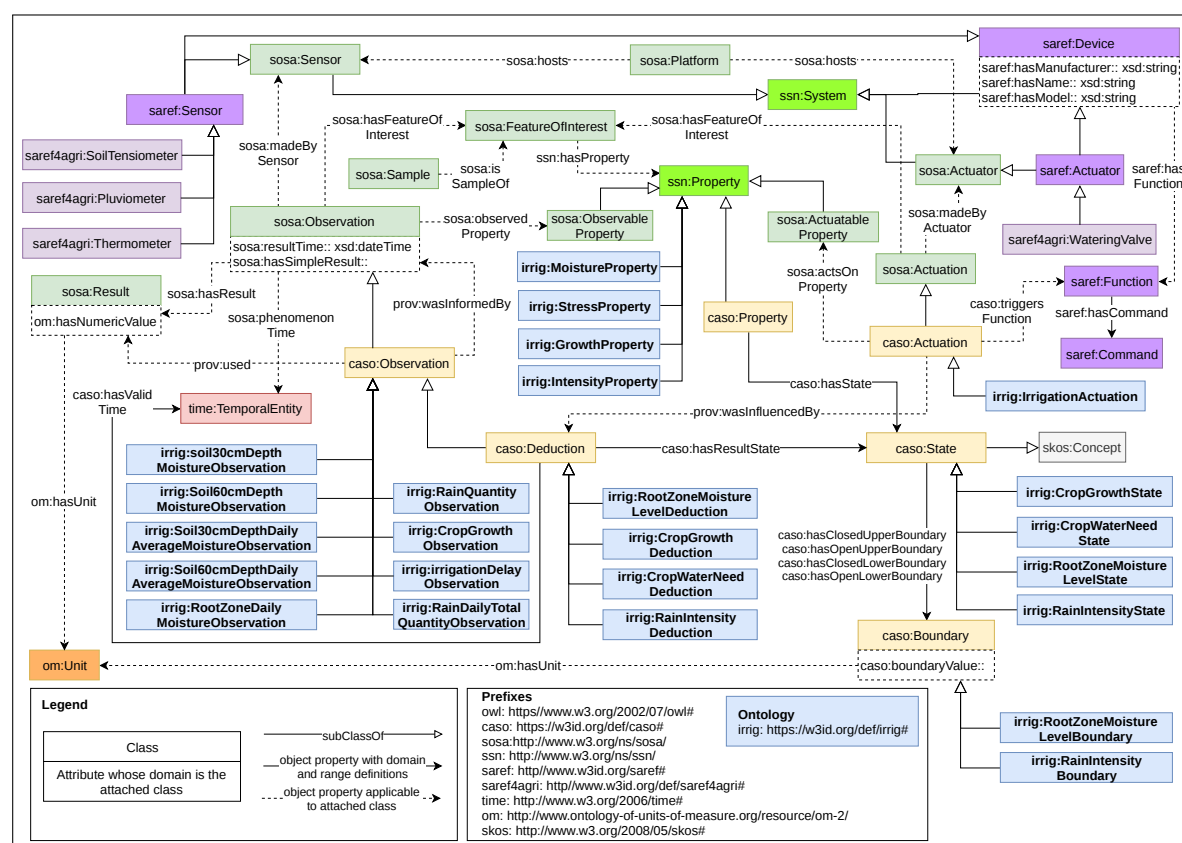 saref:Device
saref:hasManufacturer:: xsd:string
saref:hasName:: xsd:string
saref:hasModel:: xsd:string
sosa:Sensor
sosa:hosts
sosa:Platform
sosa:hosts
ssn:System
saref:Sensor
sosa:hasFeatureOf
Interest
sosa:FeatureOfInterest
sosa:hasFeatureOf
Interest
sosa:madeBy
Sensor
saref4agri:SoilTensiometer
ssn:hasProperty
sosa:Sample
sosa:is
SampleOf
ssn:Property
sosa:Actuator
saref:Actuator
saref:has
Function
saref4agri:Pluviometer
sosa:Observation
sosa:resultTime:: xsd:dateTime
sosa:hasSimpleResult::
sosa:observed
Property
sosa:Observable
Property
sosa:Actuatable
Property
sosa:madeBy
Actuator
saref4agri:Thermometer
saref4agri:WateringValve
irrig:MoistureProperty
sosa:actsOn
Property
sosa:Actuation
saref:Function
sosa:Result
om:hasNumericValue
sosa:hasResult
prov:wasInformedBy
irrig:StressProperty
caso:Property
caso:triggers
Function
saref:hasCommand
sosa:phenomenon
Time
irrig:GrowthProperty
caso:Actuation
saref:Command
prov:used
caso:Observation
irrig:IntensityProperty
caso:hasState
irrig:IrrigationActuation
caso:hasValid
Time
time:TemporalEntity
prov:wasInfluencedBy
caso:Deduction
caso:hasResultState
caso:State
skos:Concept
irrig:soil30cmDepth
MoistureObservation
irrig:Soil60cmDepth
MoistureObservation
irrig:RainQuantity
Observation
irrig:RootZoneMoisture
LevelDeduction
irrig:CropGrowthState
om:hasUnit
irrig:Soil30cmDepthDaily
AverageMoistureObservation
irrig:CropGrowth
Observation
irrig:CropGrowth
Deduction
caso:hasClosedUpperBoundary
caso:hasOpenUpperBoundary
caso:hasClosedLowerBoundary
caso:hasOpenLowerBoundary
irrig:CropWaterNeed
State
irrig:Soil60cmDepthDaily
AverageMoistureObservation
irrig:irrigationDelay
Observation
irrig:CropWaterNeed
Deduction
irrig:RootZoneMoisture
LevelState
irrig:RootZoneDaily
MoistureObservation
irrig:RainDailyTotal
QuantityObservation
irrig:RainIntensity
Deduction
irrig:RainIntensityState
caso:Boundary
caso:boundaryValue::
om:Unit
om:hasUnit
irrig:RootZoneMoisture
LevelBoundary
irrig:RainIntensity
Boundary
Legend
Class
Attribute whose domain is the
attached class
subClassOf
object property with domain
and range definitions
object property applicable
to attached class
Prefixes
owl: https//www.w3.org/2002/07/owl#
caso: https://w3id.org/def/caso#
sosa:http://www.w3.org/ns/sosa/
ssn: http://www.w3.org/ns/ssn/
saref: http//www.w3id.org/saref#
saref4agri: http//www.w3id.org/def/saref4agri#
time: http://www.w3.org/2006/time#
om: http://www.ontology-of-units-of-measure.org/resource/om-2/
skos: http://www.w3.org/2008/05/skos#
Ontology
irrig: https://w3id.org/def/irrig#